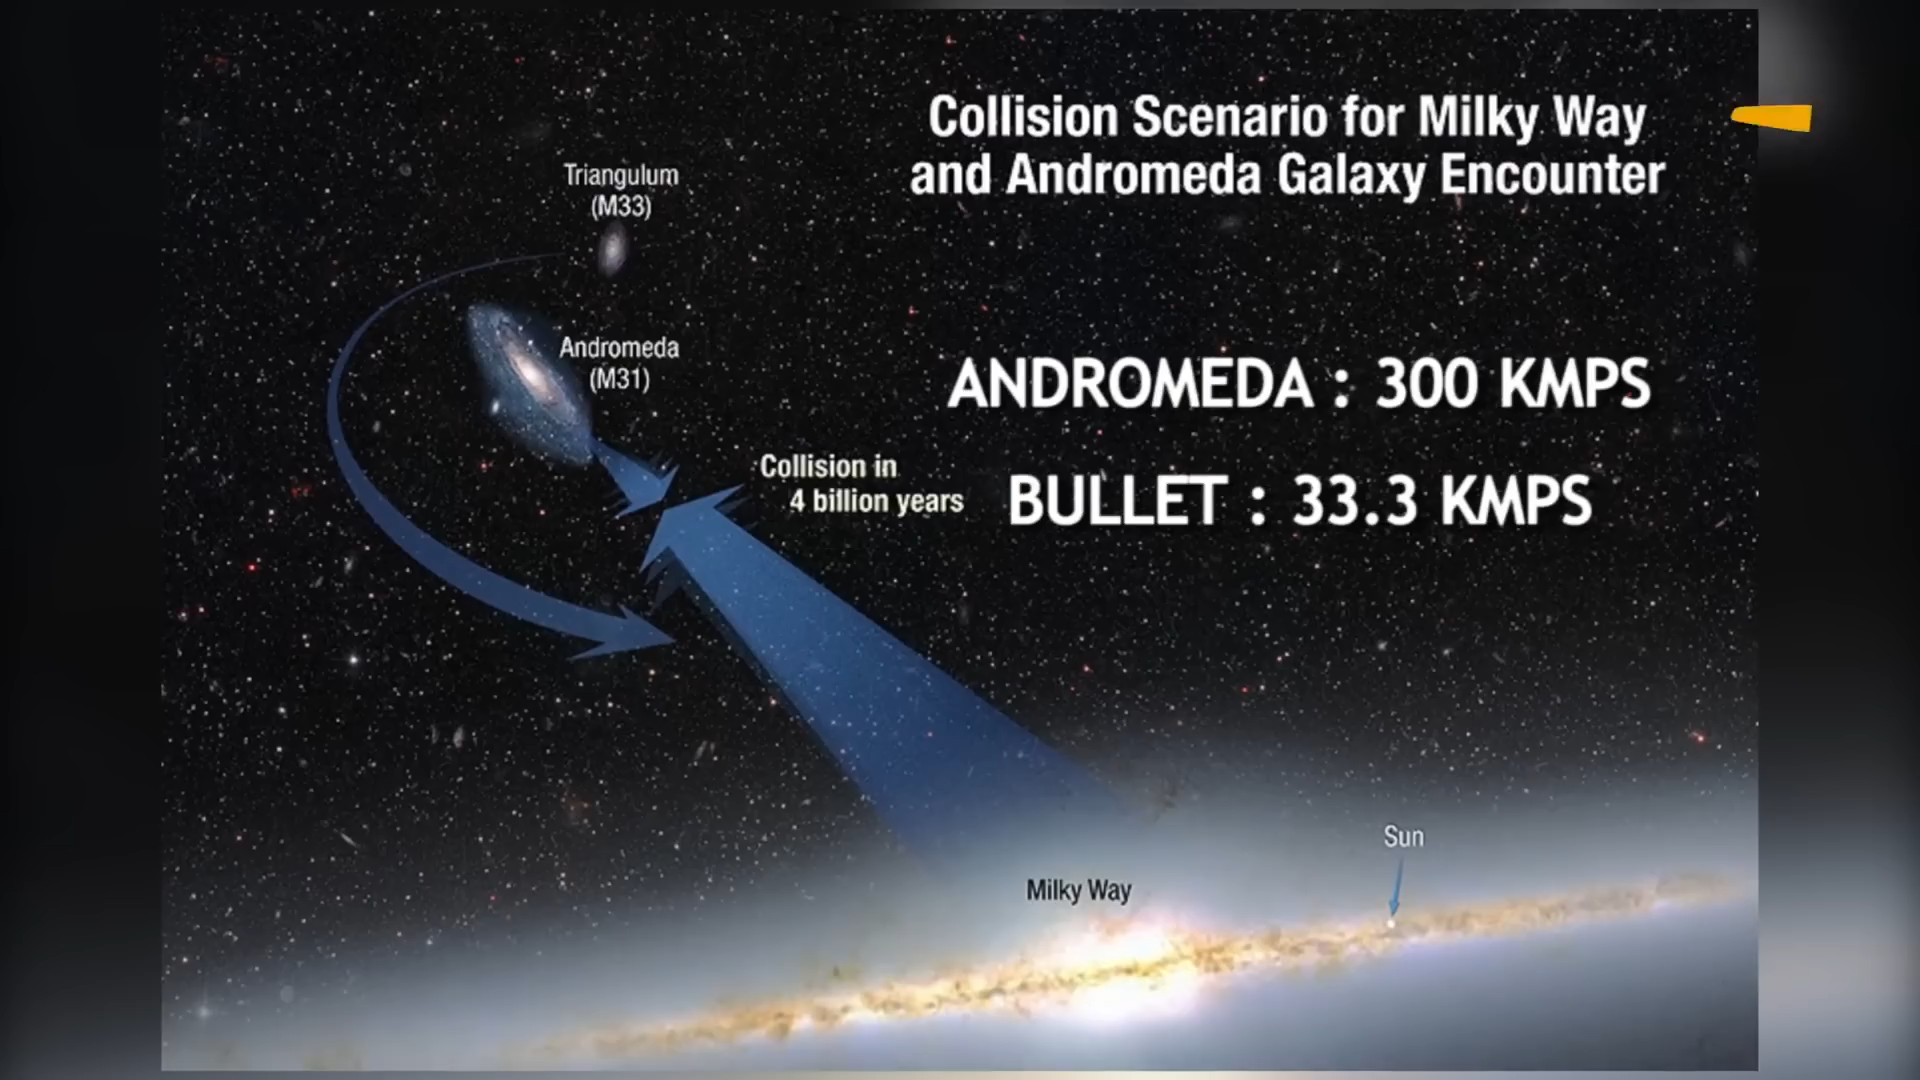 Collision Scenario for Milky Way
and Andromeda Galaxy Encounter
Triangulum
(M33)
Andromeda
(M31)
ANDROMEDA : 300 KMPS
Collision in
4 billion years
BULLET : 33.3 KMPS
Sun
Milky Way